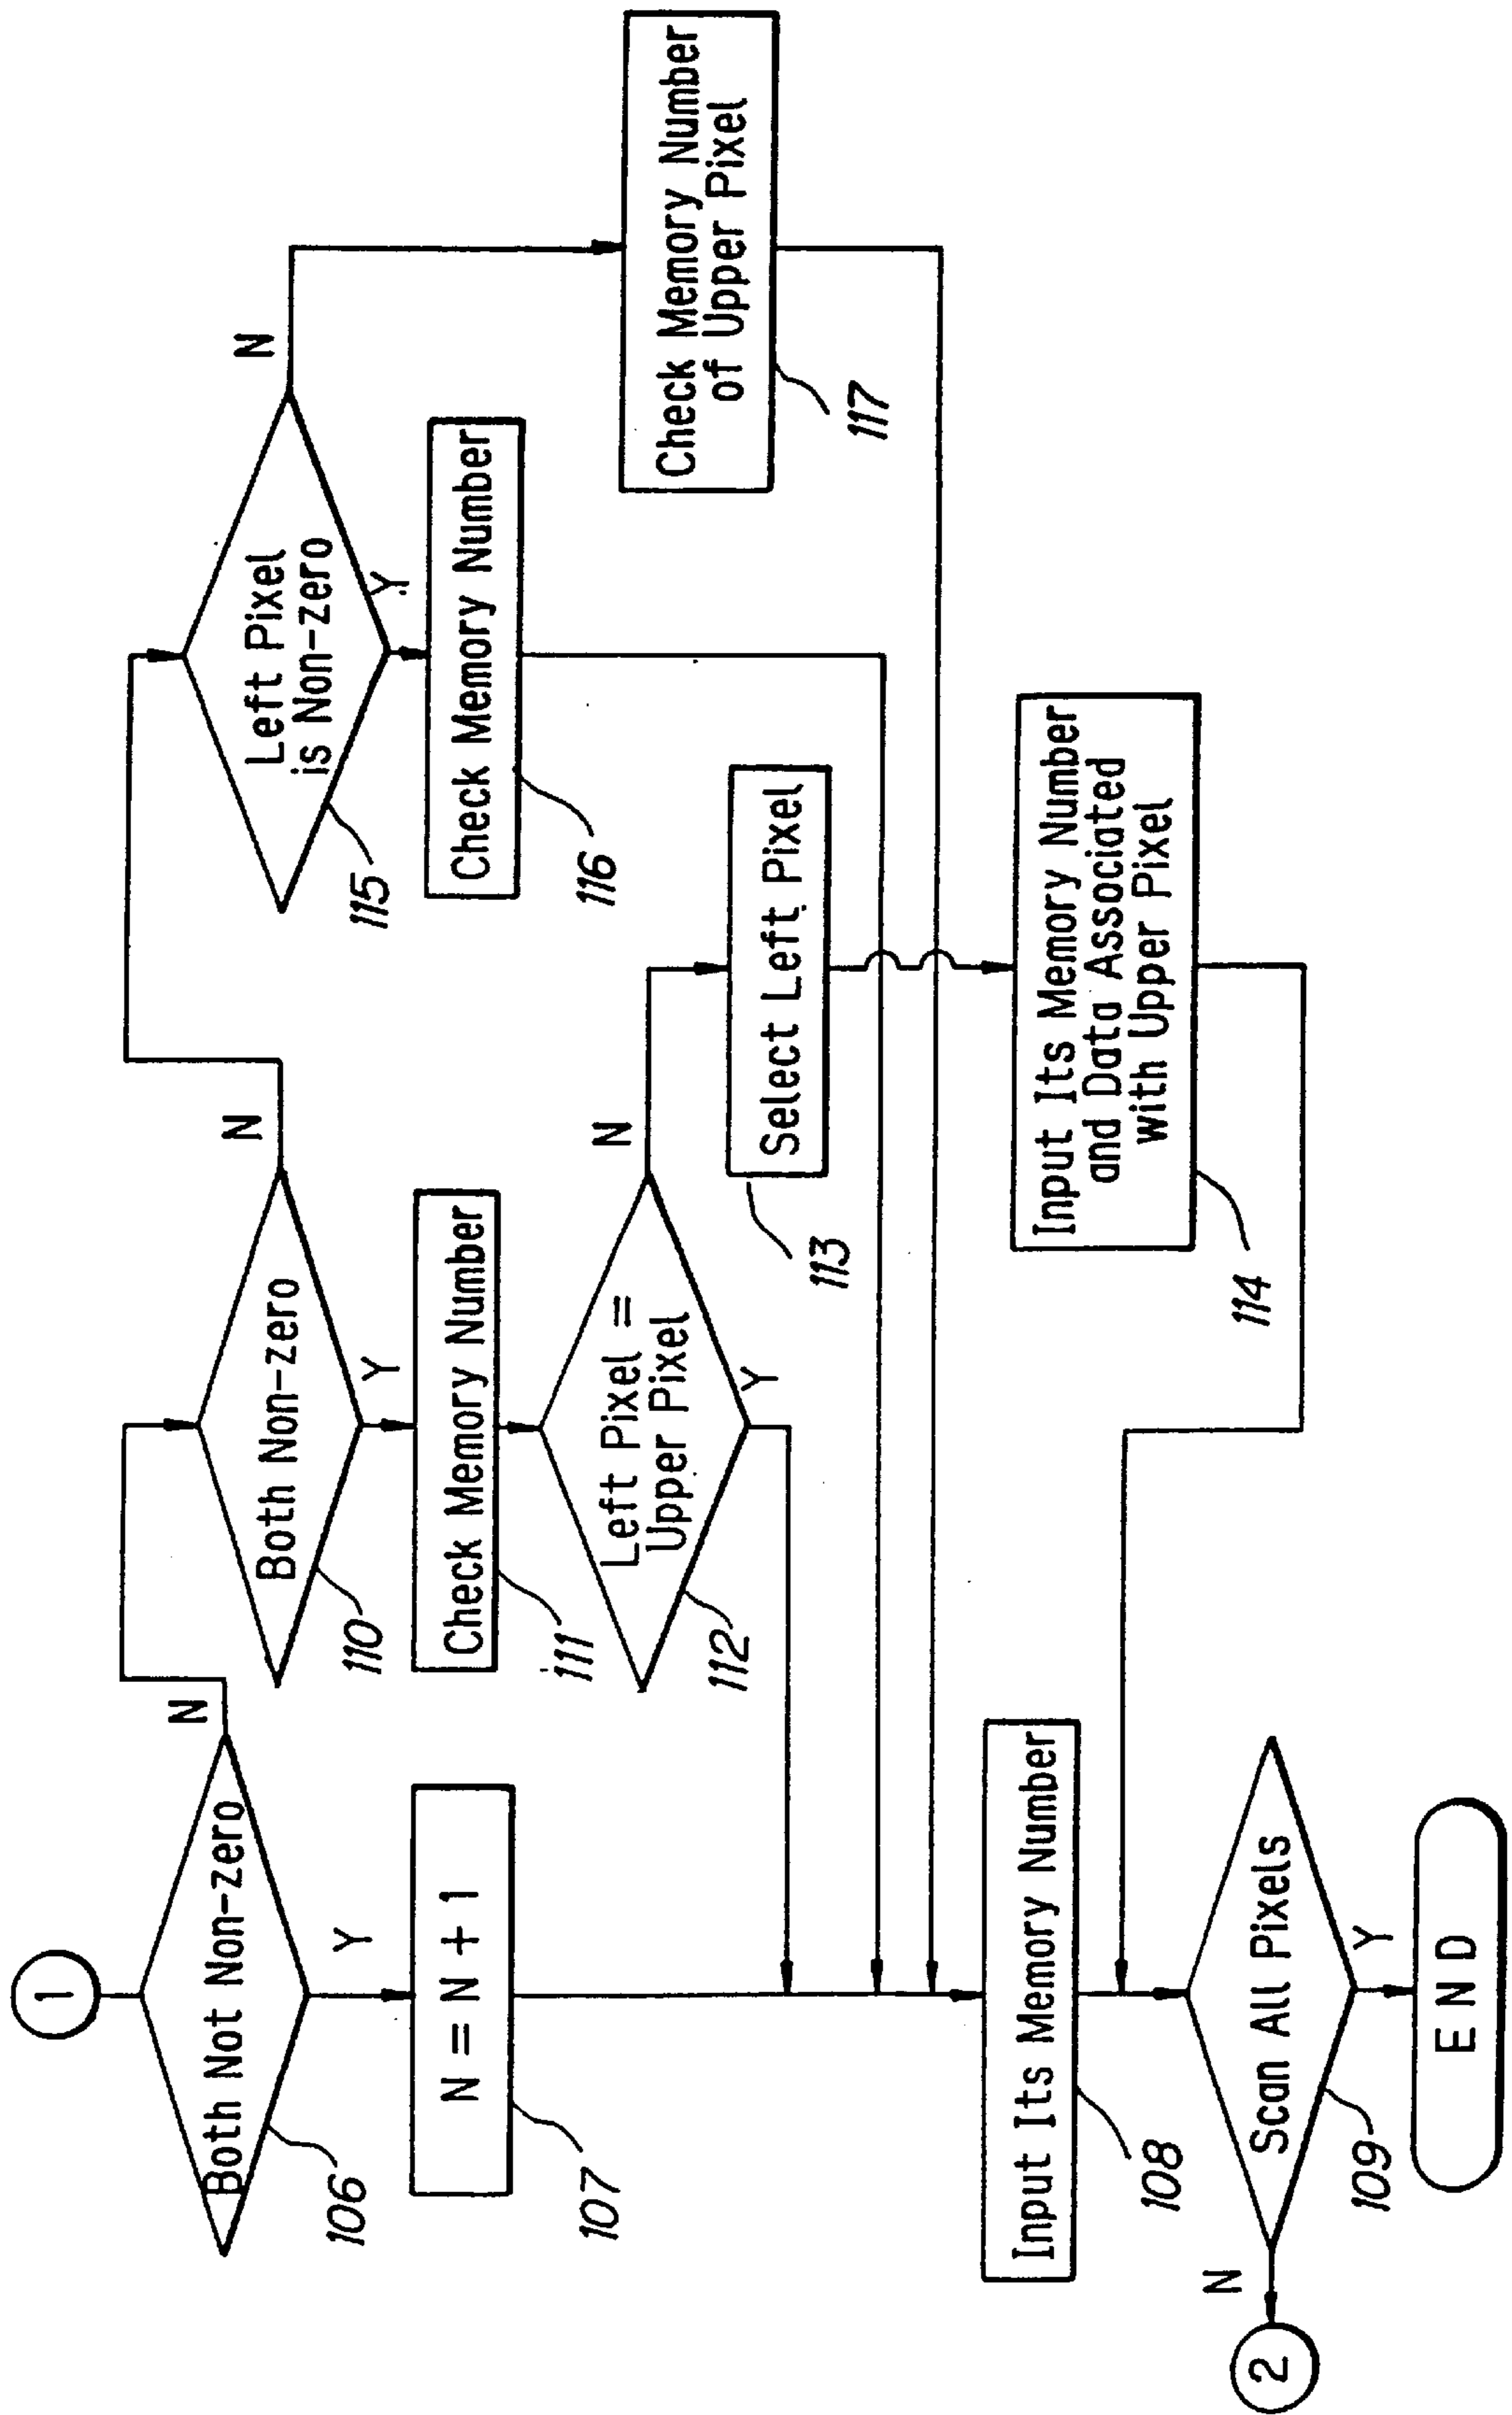 1
Both Not Non-zero
N
Y
106
N = N + 1
107
Both Non-zero
N
Y
110
Check Memory Number
111
Left Pixel =
Upper Pixel
N
Y
112
Select Left Pixel
113
Input Its Memory Number
and Data Associated
with Upper Pixel
114
Left Pixel
is Non-zero
N
Y
115
Check Memory Number
116
Check Memory Number
of Upper Pixel
117
Input Its Memory Number
108
Scan All Pixels
N
Y
109
2
END